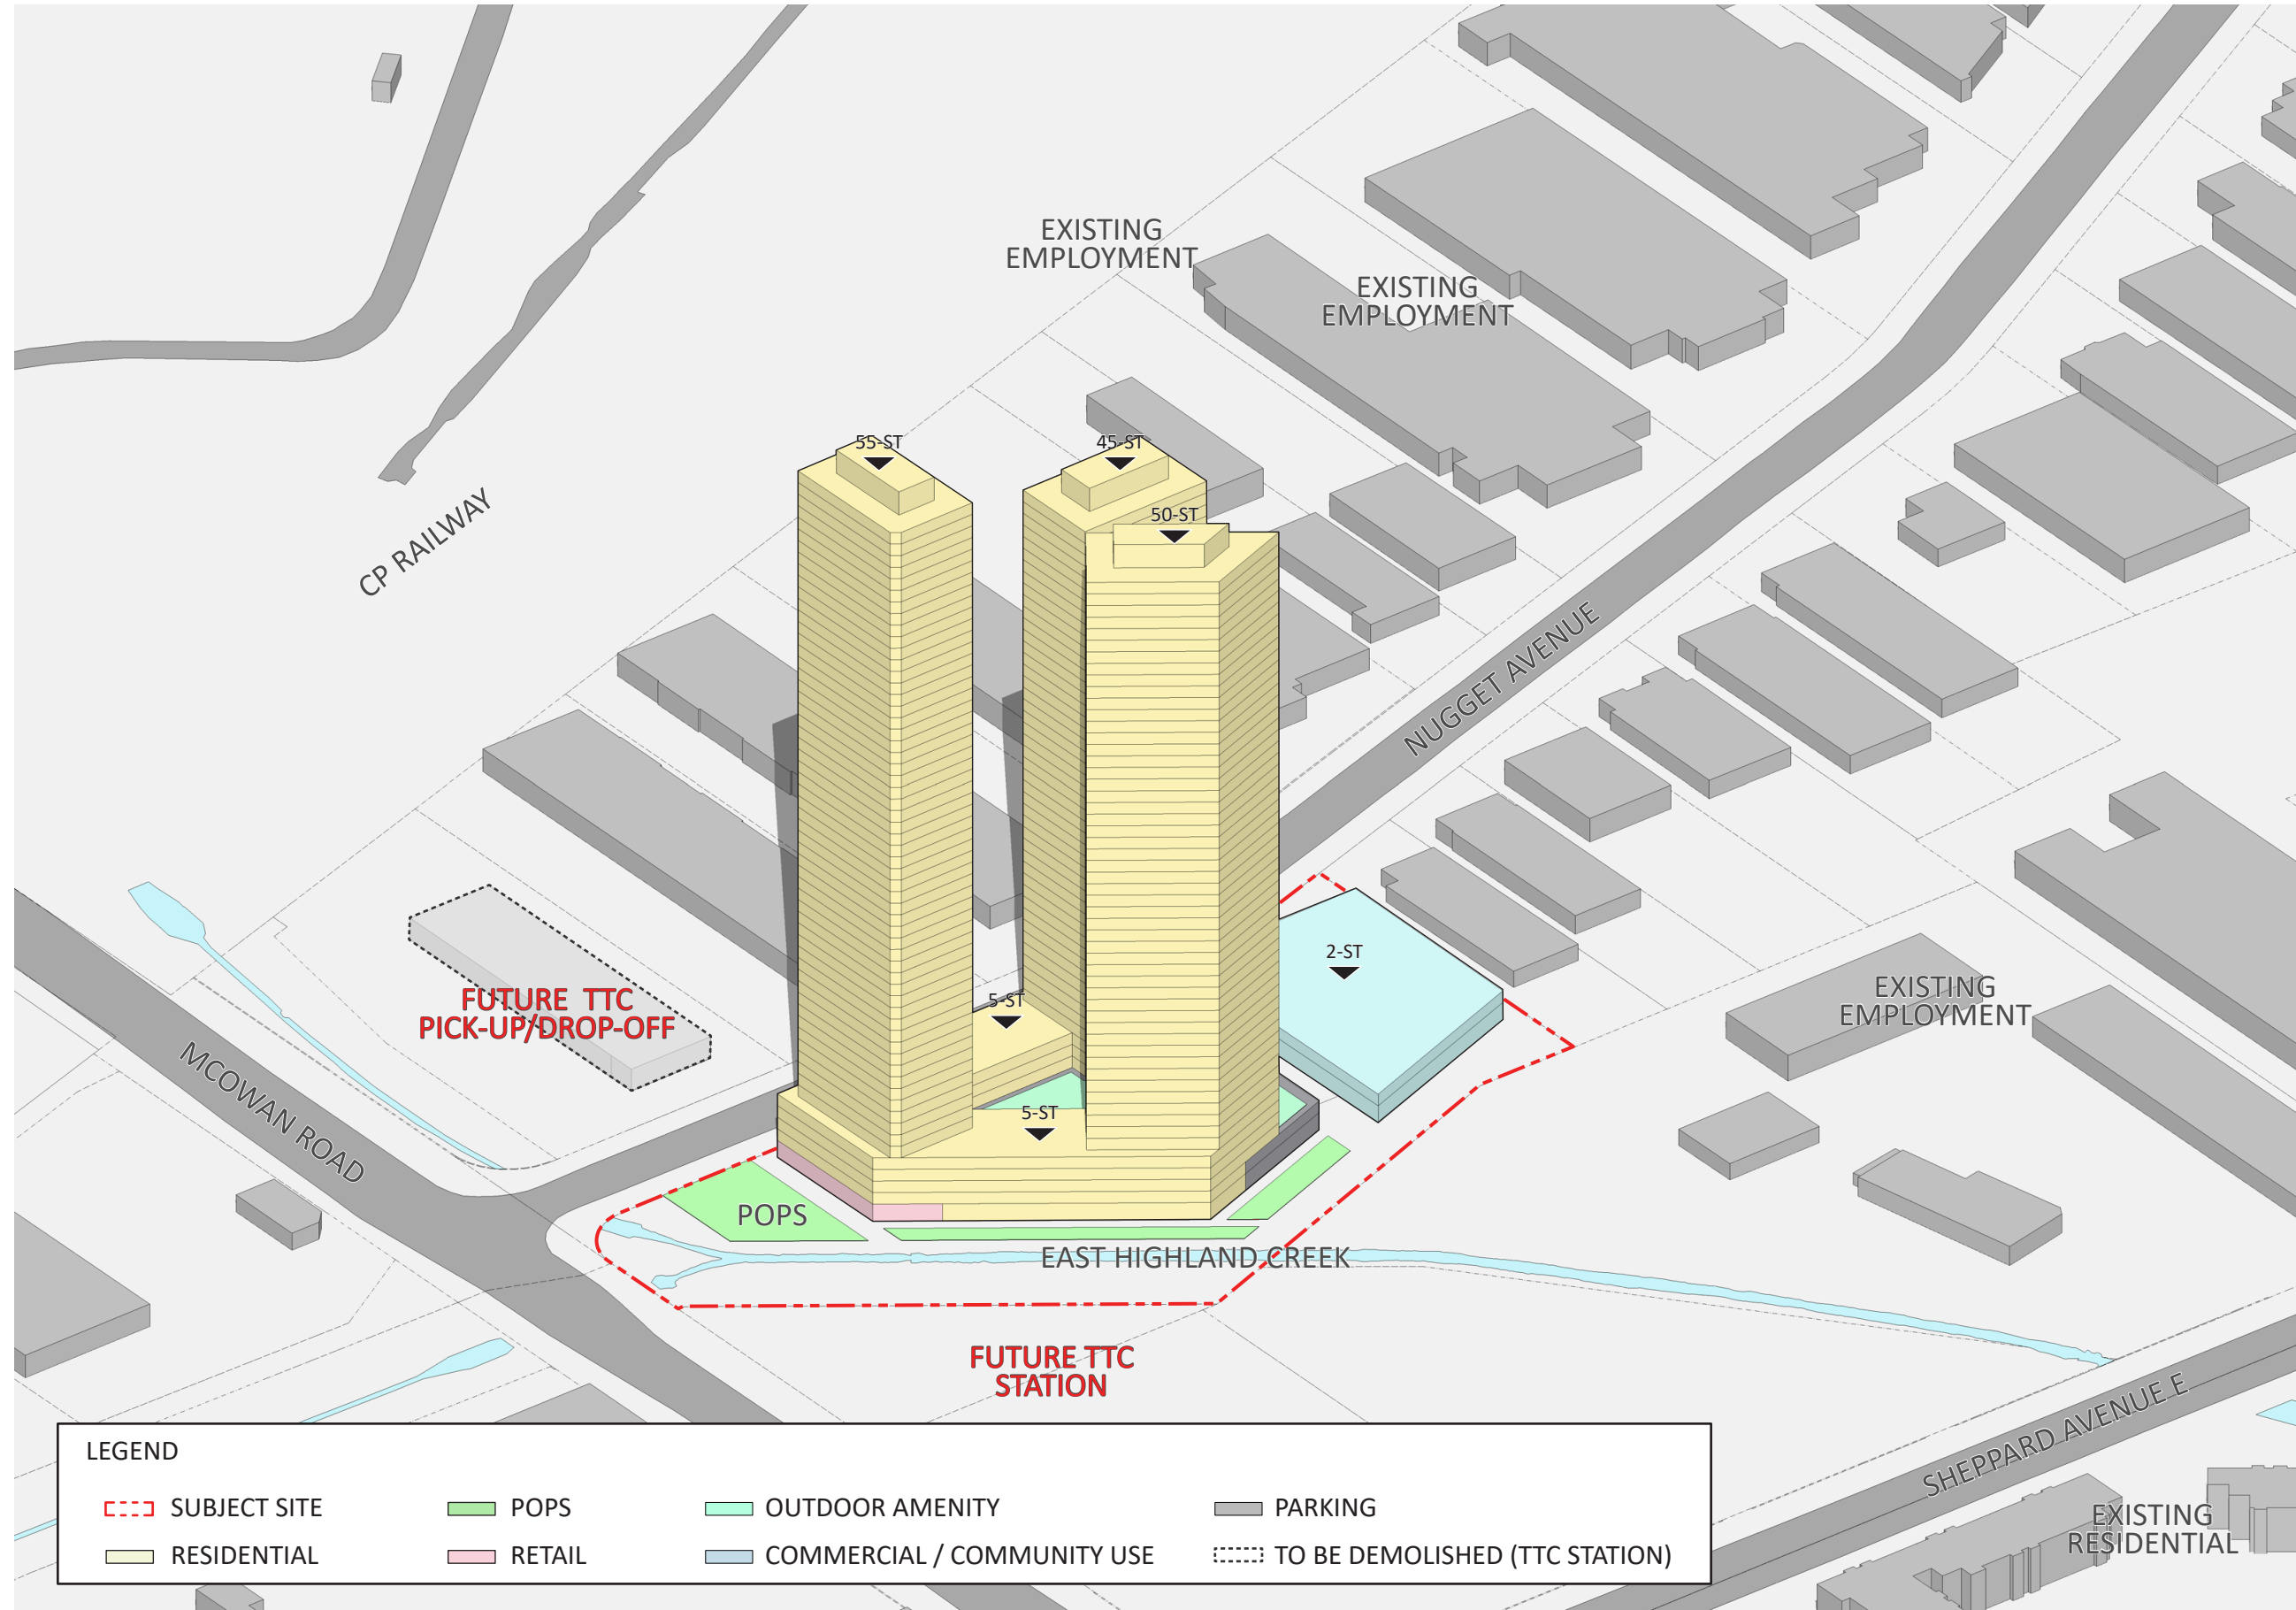 EXISTING
EMPLOYMENT
EXISTING
EMPLOYMENT
55-ST
45-ST
50-ST
CP RAILWAY
NUGGET AVENUE
2-ST
5-ST
FUTURE TTC
PICK-UP/DROP-OFF
EXISTING
EMPLOYMENT
MCOWAN ROAD
5-ST
POPS
EAST HIGHLAND CREEK
FUTURE TTC
STATION
SHEPPARD AVENUE E
EXISTING
RESIDENTIAL
LEGEND
SUBJECT SITE
POPS
OUTDOOR AMENITY
PARKING
RESIDENTIAL
RETAIL
COMMERCIAL / COMMUNITY USE
TO BE DEMOLISHED (TTC STATION)